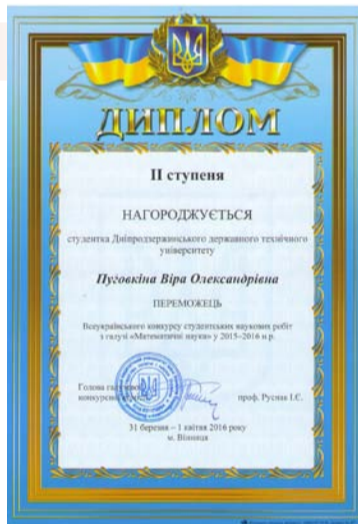 ДИПЛОМ
II ступеня
НАГОРОДЖУЄТЬСЯ
студентка Дніпродзержинського державного технічного
університету
Пуговкіна Віра Олександрівна
ПЕРЕМОЖЕЦЬ
Всеукраїнського конкурсу студентських наукових робіт
з галузі «Математичні науки» у 2015–2016 н.р.
Голова галузевої
конкурсної
проф. Руснак І.Є.
31 березня – 1 квітня 2016 року
м. Вінниця